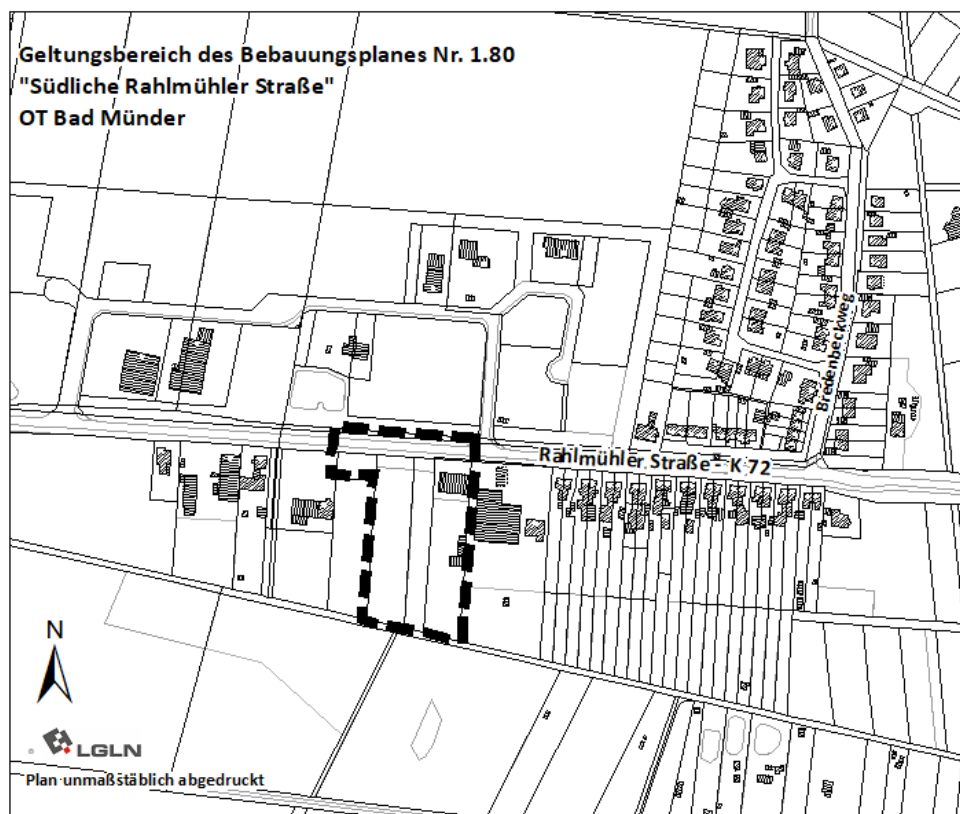 Geltungsbereich des Bebauungsplanes Nr. 1.80
"Südliche Rahlmühler Straße"
OT Bad Münder
Bredenbeckweg
Rahlmühler Straße - K 72
N
LGLN
Plan unmaßstäblich abgedruckt